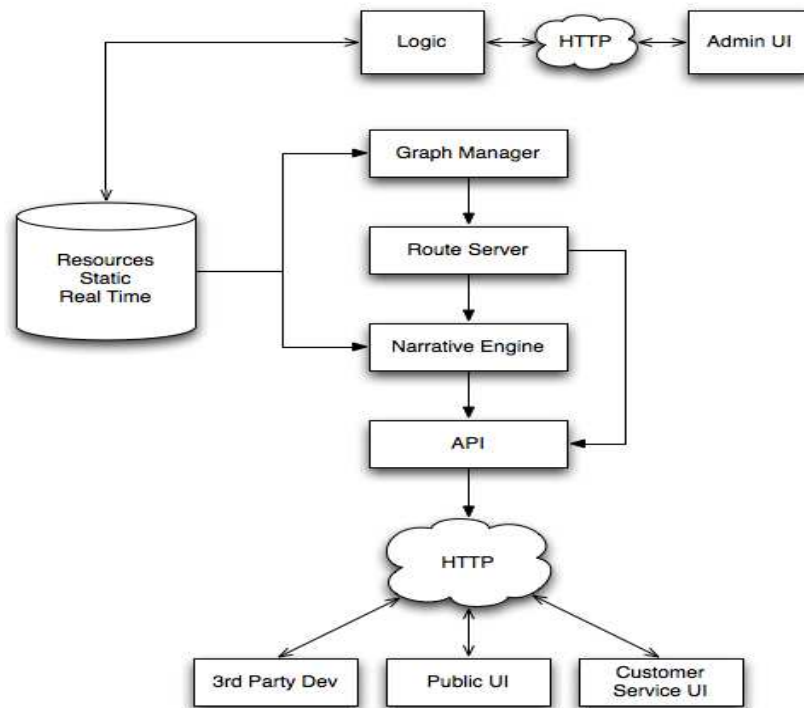 Logic
HTTP
Admin UI
Graph Manager
Resources
Static
Real Time
Route Server
Narrative Engine
API
HTTP
3rd Party Dev
Public UI
Customer
Service UI